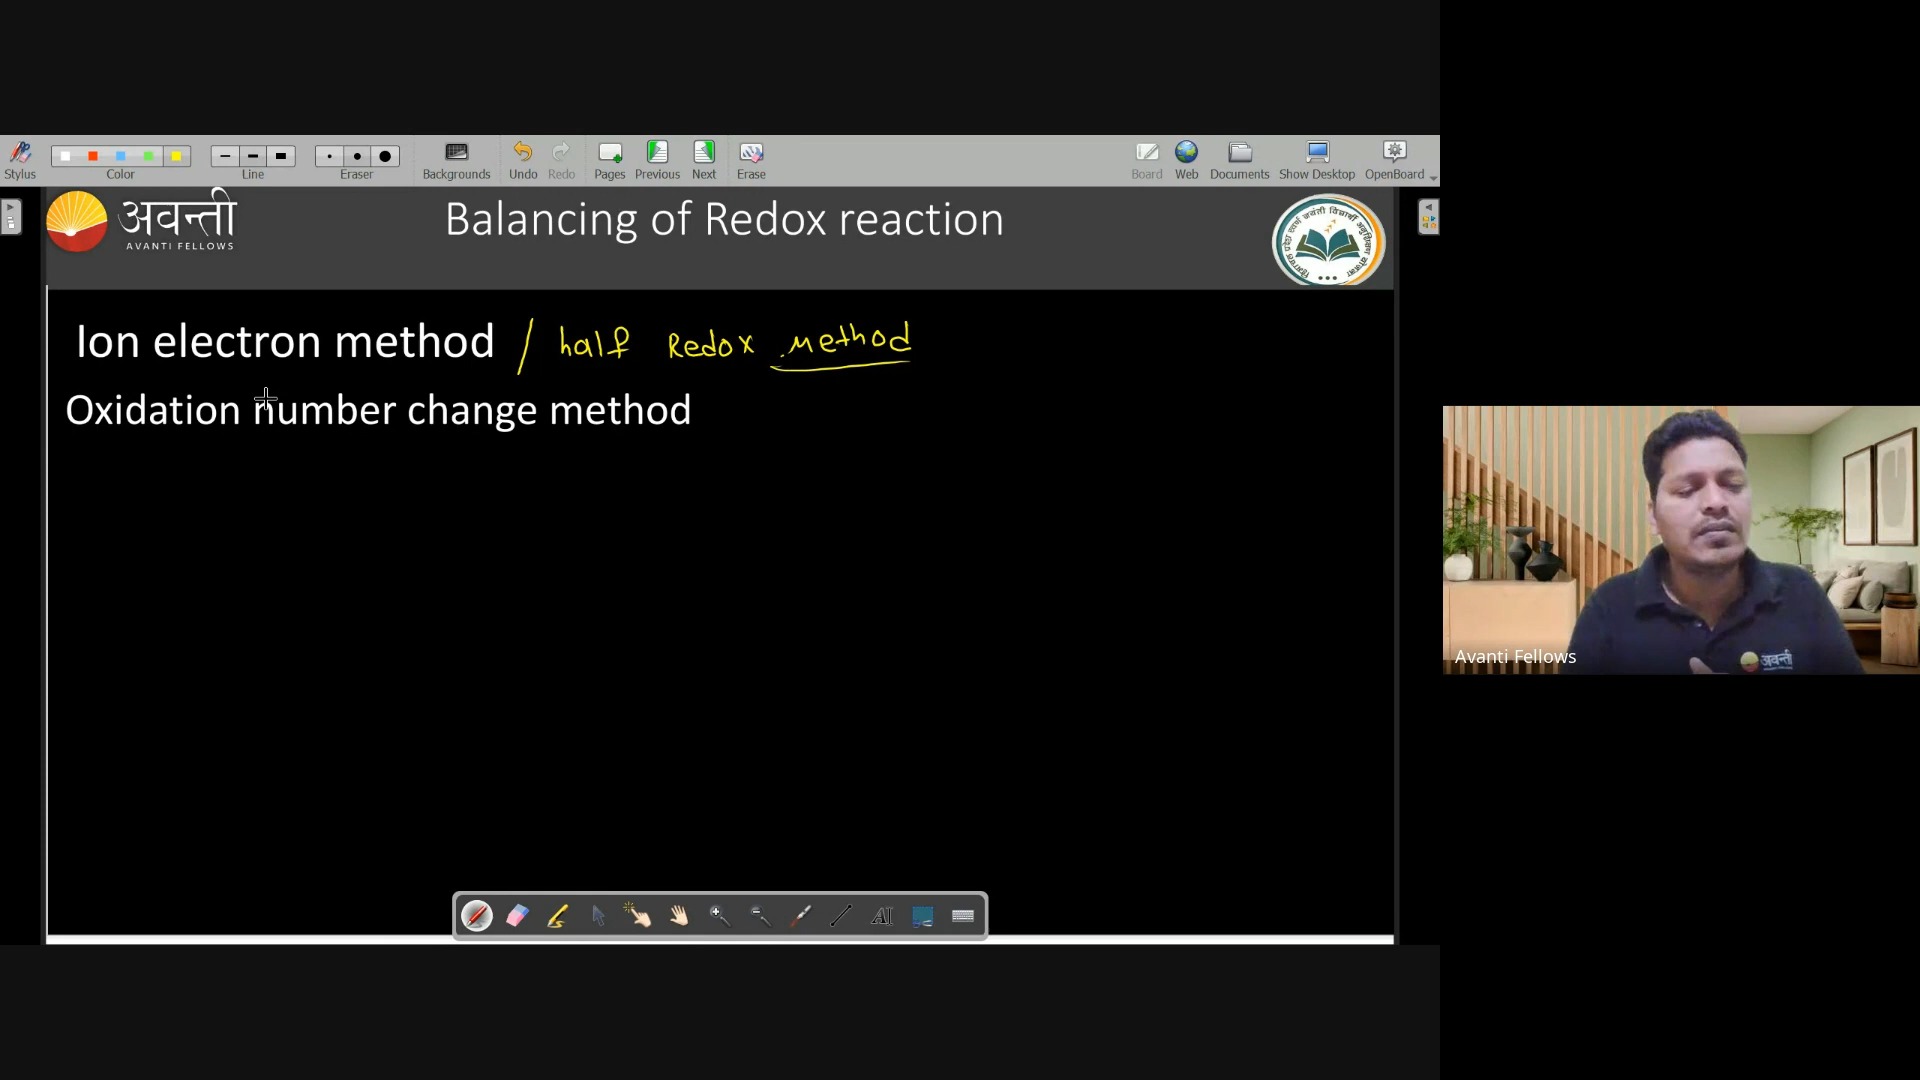 Stylus Color Line Eraser Backgrounds Undo Redo Pages Previous Next Erase Board Web Documents Show Desktop OpenBoard
अवन्ती
AVANTI FELLOWS
Balancing of Redox reaction
Ion electron method / half Redox method
Oxidation number change method
अवन्ती
Avanti Fellows